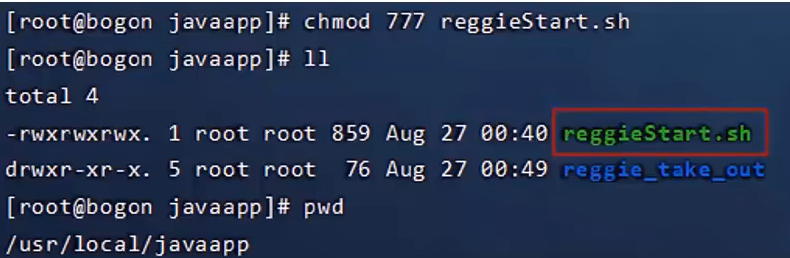 [root@bogon javaapp]# chmod 777 reggieStart.sh
[root@bogon javaapp]# ll
total 4
-rwxrwxrwx. 1 root root 859 Aug 27 00:40 reggieStart.sh
drwxr-xr-x. 5 root root  76 Aug 27 00:49 reggie_take_out
[root@bogon javaapp]# pwd
/usr/local/javaapp